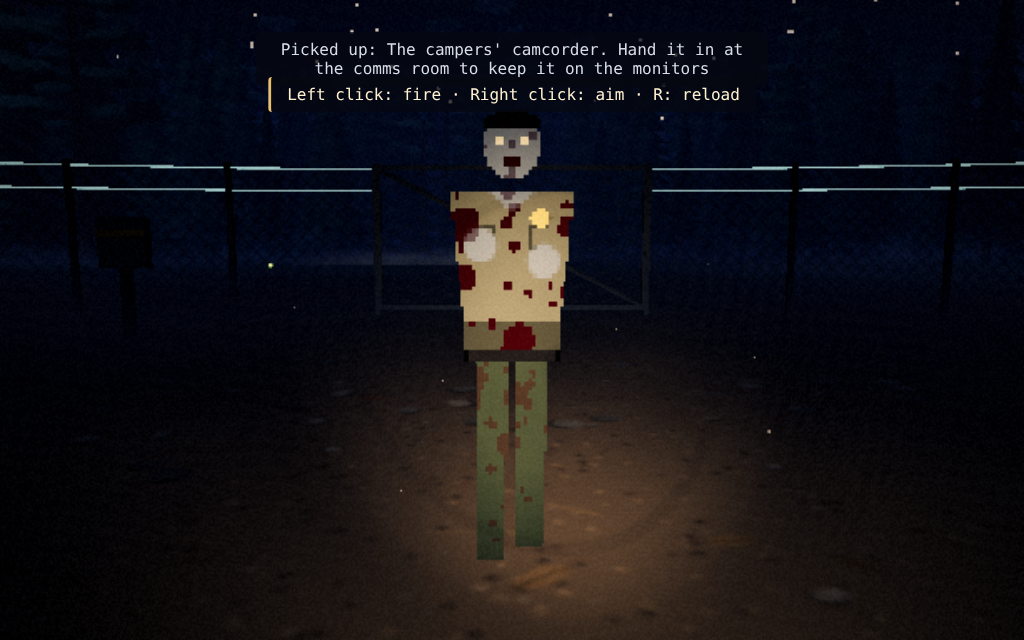 Picked up: The campers' camcorder. Hand it in at
the comms room to keep it on the monitors
Left click: fire · Right click: aim · R: reload